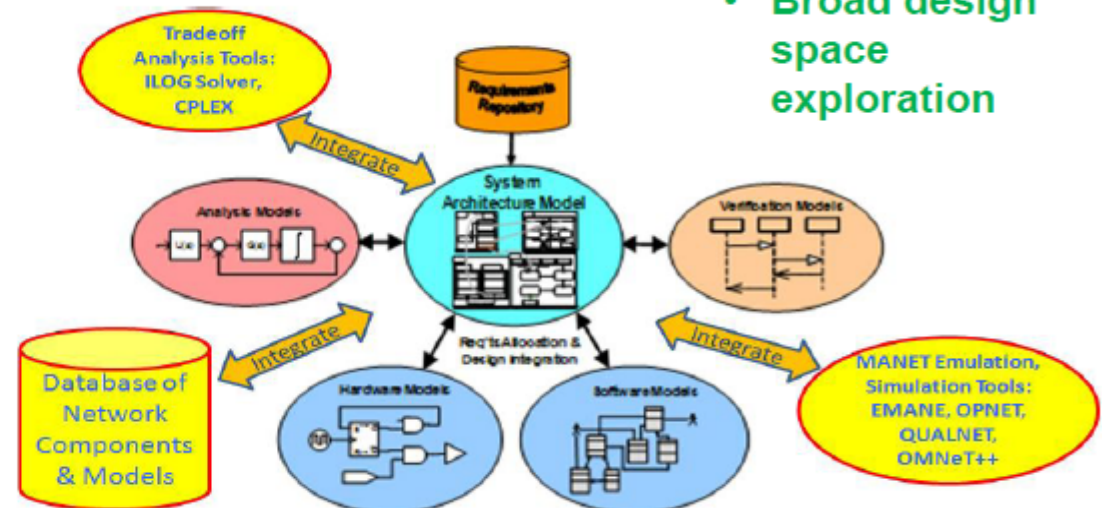 • Broad design
space
exploration
Tradeoff
Analysis Tools:
ILOG Solver,
CPLEX
Requirements
Repository
Integrate
System
Architecture Model
Analysis Models
U(s)
G(s)
∫
Verification Models
Integrate
Req'ts Allocation &
Design Integration
Integrate
Database of
Network
Components
& Models
Hardware Models
Software Models
MANET Emulation,
Simulation Tools:
EMANE, OPNET,
QUALNET,
OMNeT++